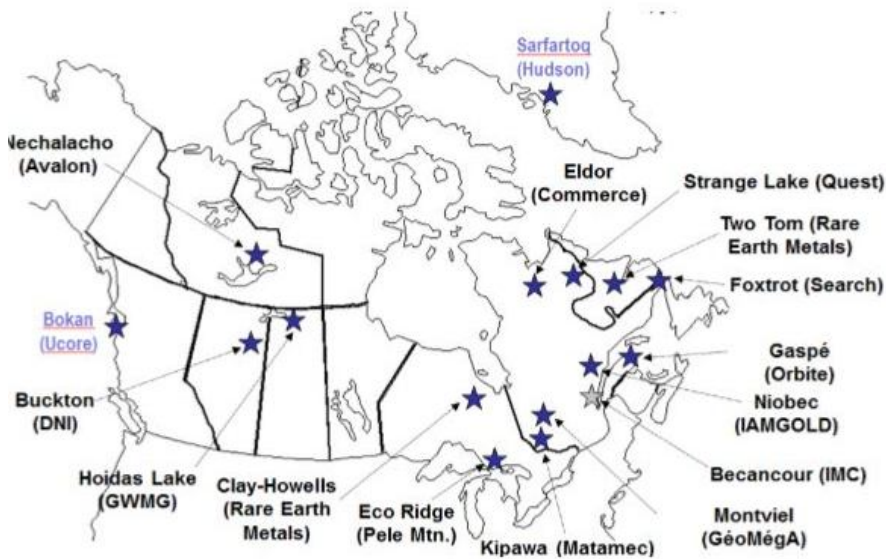 Sarfartoq
(Hudson)
Nechalacho
(Avalon)
Eldor
(Commerce)
Strange Lake (Quest)
Two Tom (Rare
Earth Metals)
Foxtrot (Search)
Bokan
(Ucore)
Gaspé
(Orbite)
Buckton
(DNI)
Niobec
(IAMGOLD)
Hoidas Lake
(GWMG)
Clay-Howells
(Rare Earth
Metals)
Eco Ridge
(Pele Mtn.)
Becancour (IMC)
Kipawa (Matamec)
Montviel
(GéoMégA)